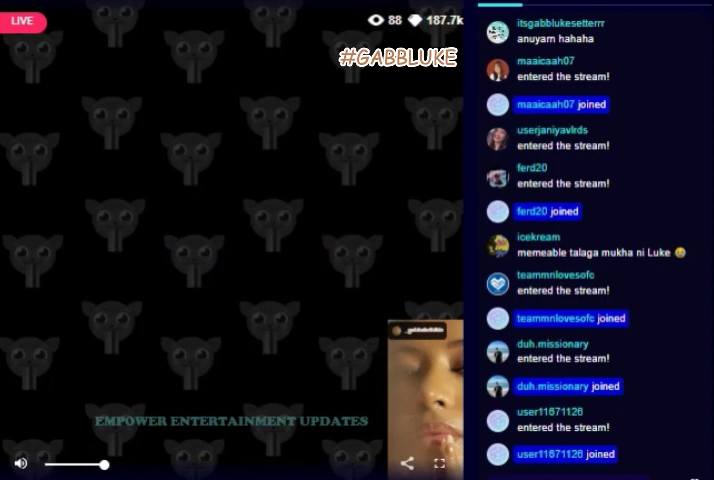 LIVE
88 187.7k
#GABBLUKE
EMPOWER ENTERTAINMENT UPDATES
itsgabblukesetterrr
anuyarn hahaha
maaicaah07
entered the stream!
maaicaah07 joined
userjaniyavlrds
entered the stream!
ferd20
entered the stream!
ferd20 joined
icekream
memeable talaga mukha ni Luke 😂
teammnlovesofc
entered the stream!
teammnlovesofc joined
duh.missionary
entered the stream!
duh.missionary joined
user11671126
entered the stream!
user11671126 joined